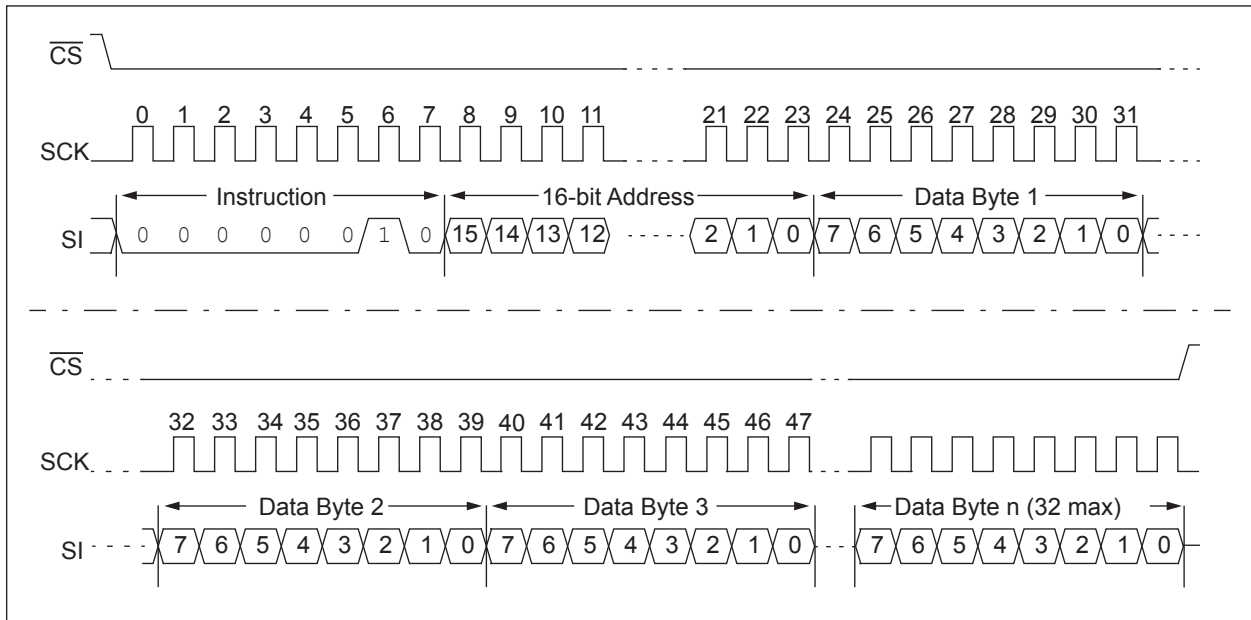 CS
0 1 2 3 4 5 6 7 8 9 10 11 21 22 23 24 25 26 27 28 29 30 31
SCK
Instruction 16-bit Address Data Byte 1
SI 0 0 0 0 0 0 1 0 15 14 13 12 2 1 0 7 6 5 4 3 2 1 0
CS
32 33 34 35 36 37 38 39 40 41 42 43 44 45 46 47
SCK
Data Byte 2 Data Byte 3 Data Byte n (32 max)
SI 7 6 5 4 3 2 1 0 7 6 5 4 3 2 1 0 7 6 5 4 3 2 1 0